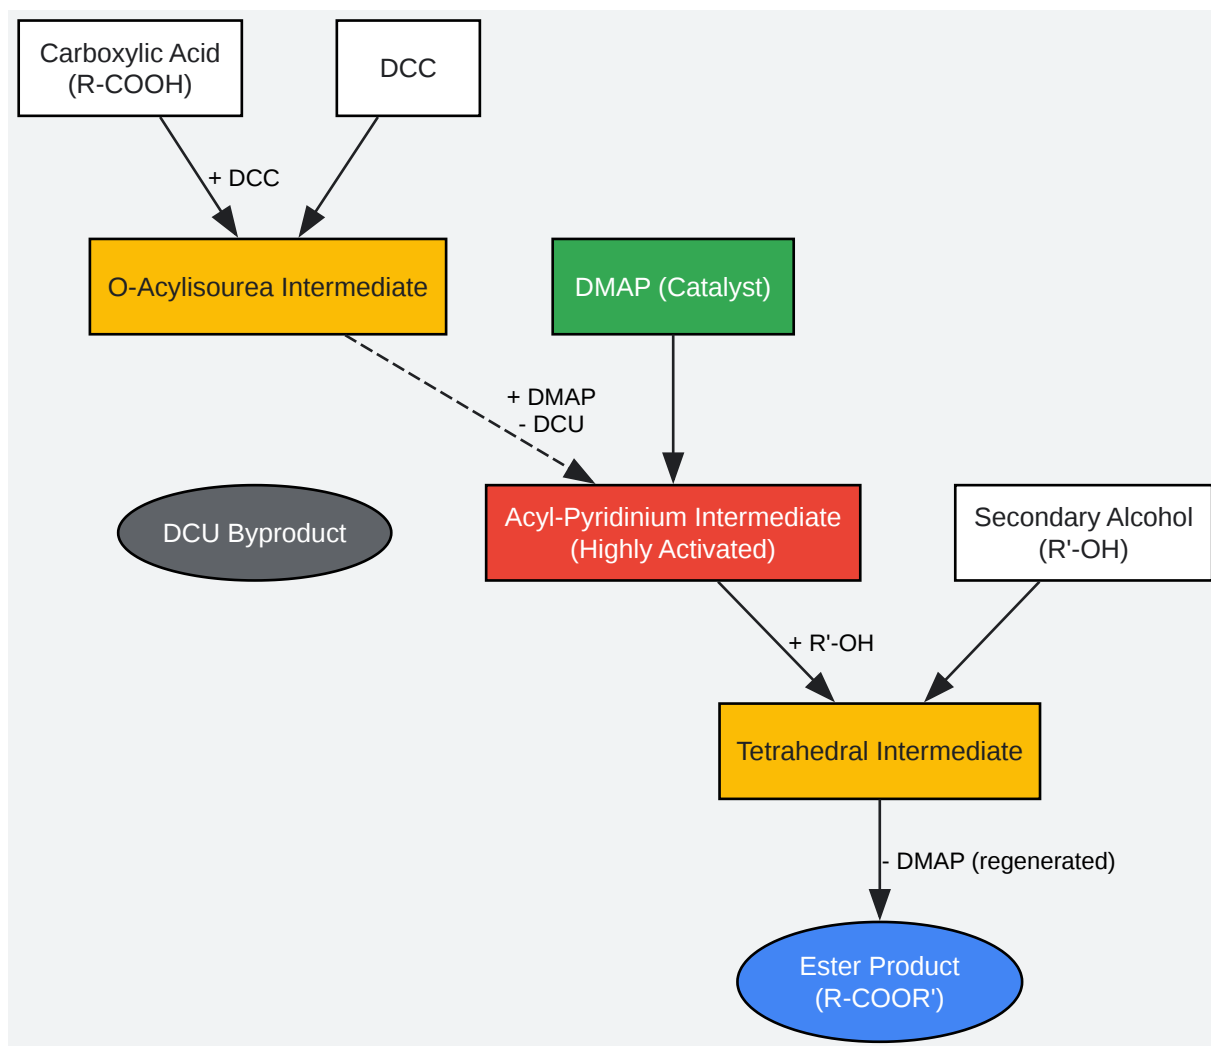 Carboxylic Acid
(R-COOH)
DCC
+ DCC
O-Acylisourea Intermediate
DMAP (Catalyst)
+ DMAP
- DCU
DCU Byproduct
Acyl-Pyridinium Intermediate
(Highly Activated)
Secondary Alcohol
(R'-OH)
+ R'-OH
Tetrahedral Intermediate
- DMAP (regenerated)
Ester Product
(R-COOR')